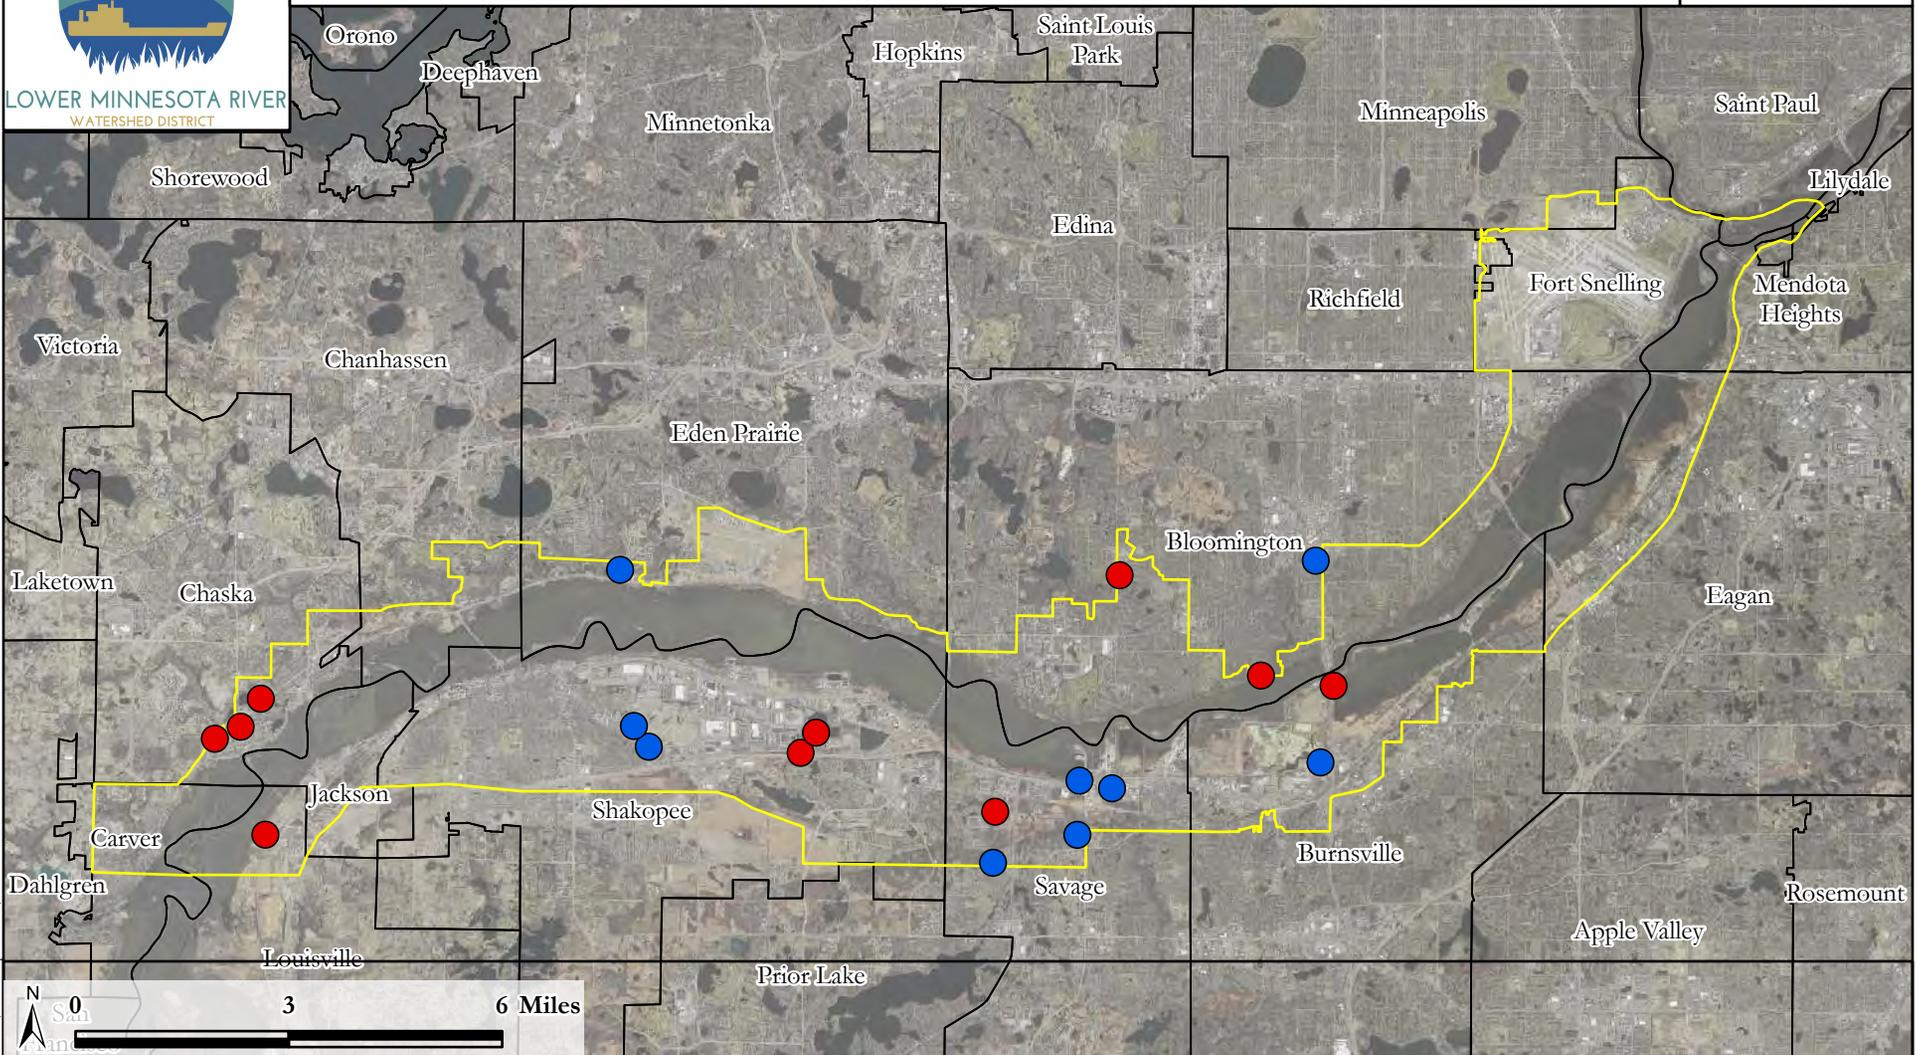 LOWER MINNESOTA RIVER
WATERSHED DISTRICT
Orono
Deephaven
Hopkins
Saint Louis
Park
Minnetonka
Minneapolis
Saint Paul
Shorewood
Lilydale
Edina
Fort Snelling
Richfield
Mendota
Heights
Victoria
Chanhassen
Eden Prairie
Bloomington
Laketown
Chaska
Eagan
Jackson
Shakopee
Carver
Burnsville
Dahlgren
Savage
Rosemount
Apple Valley
Louisville
Prior Lake
N
0 3 6 Miles
San
Francisco